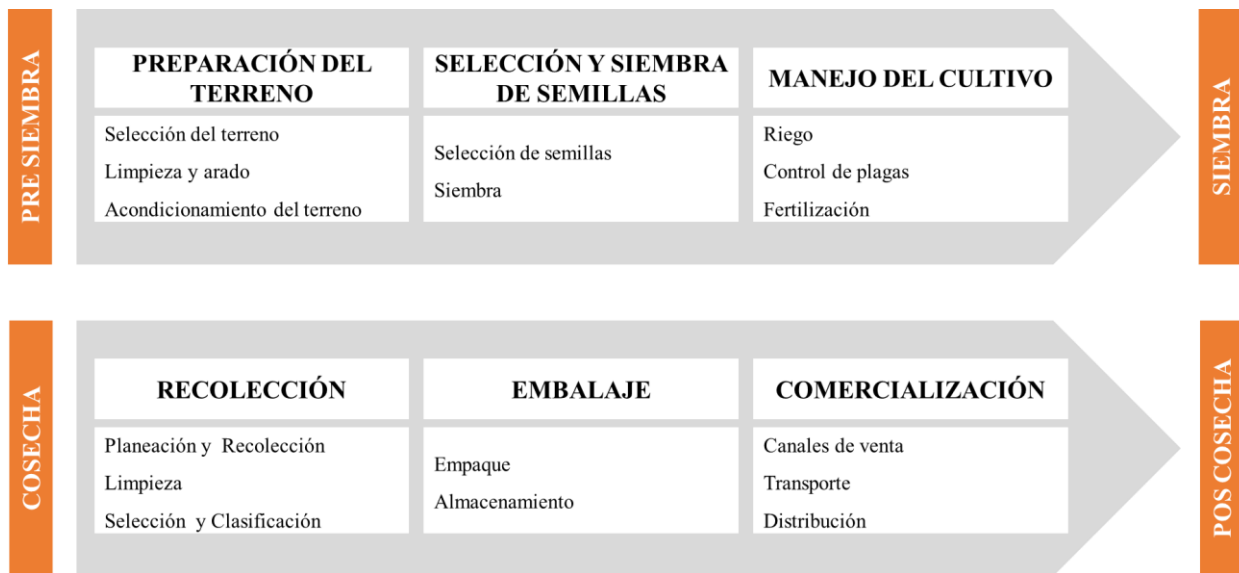 PRE SIEMBRA
PREPARACIÓN DEL
TERRENO
Selección del terreno
Limpieza y arado
Acondicionamiento del terreno
SELECCIÓN Y SIEMBRA
DE SEMILLAS
Selección de semillas
Siembra
MANEJO DEL CULTIVO
Riego
Control de plagas
Fertilización
SIEMBRA
COSECHA
RECOLECCIÓN
Planeación y Recolección
Limpieza
Selección y Clasificación
EMBALAJE
Empaque
Almacenamiento
COMERCIALIZACIÓN
Canales de venta
Transporte
Distribución
POS COSECHA